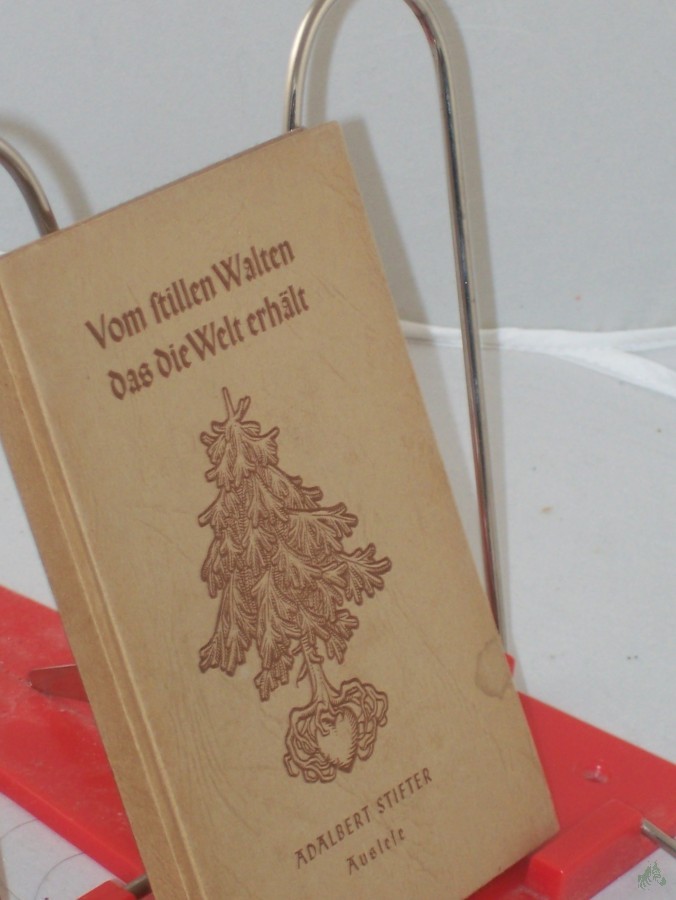 Vom ſtillen Walten
das die Welt erhält
ADALBERT STIFTER
Ausleſe